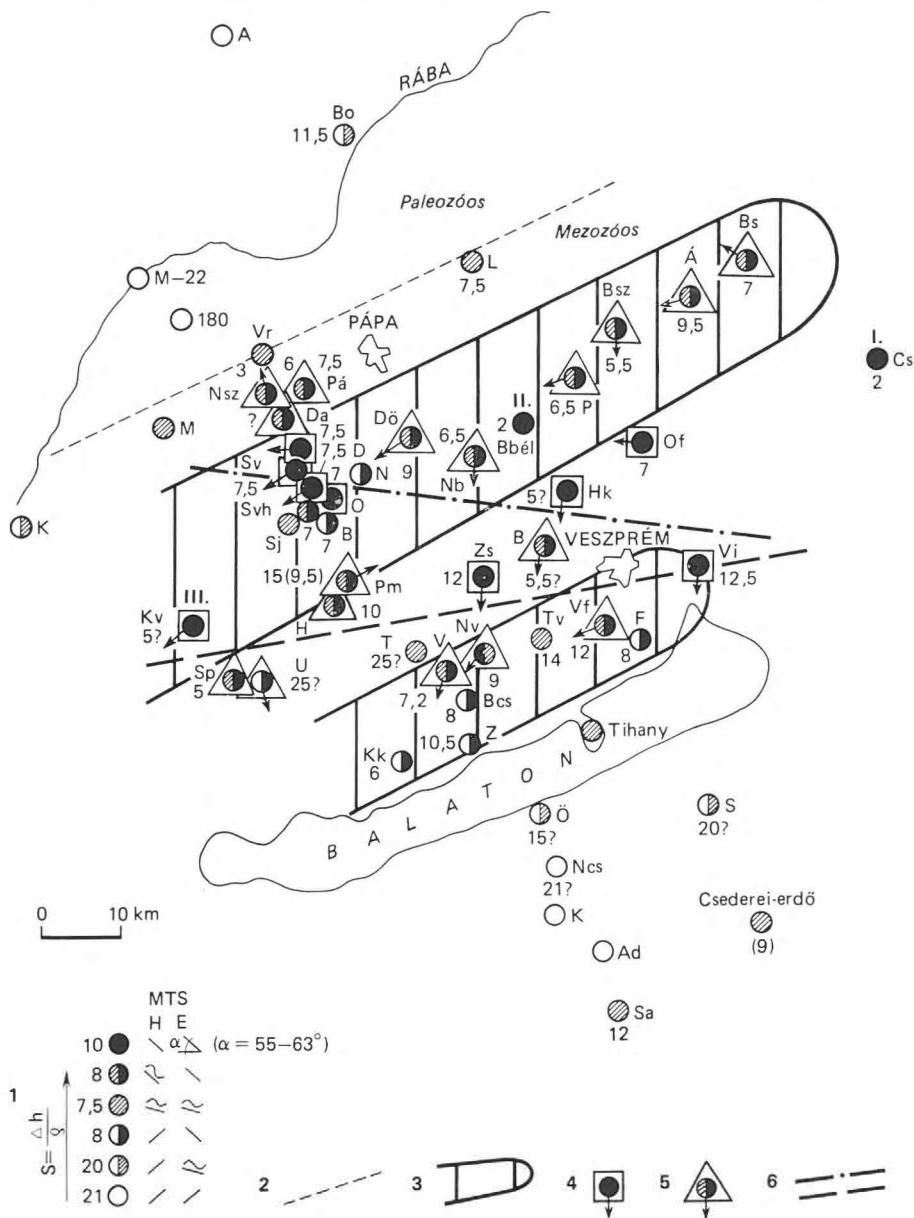 A
RÁBA
Bo
11,5
Paleozóos
Mezozóos
Bs
7
L
7,5
Á
9,5
M–22
180
Bsz
5,5
PÁPA
Vr
3
6
7,5
Pá
Nsz
?
Da
6,5 P
I.
Cs
2
II.
2
Bbél
M
7,5
7,5
Dö
9
6,5
Nb
Of
7
Sv
7,5
D
7
N
Svh
O
5?
Hk
K
Sj
7
B
7
B
5,5?
VESZPRÉM
Vi
12,5
15(9,5)
Pm
Zs
12
III.
Kv
5?
H
10
T
25?
V
7,2
Nv
9
Tv
14
Vf
12
F
8
Sp
5
U
25?
8
Bcs
10,5
Z
Tihany
Kk
6
BALATON
Ö
15?
S
20?
Ncs
21?
K
Csederei-erdő
(9)
Ad
Sa
12
0 10 km
MTS
H E
10 α (α = 55–63°)
8
7,5
8
20
21
1
S= Δh/ϱ
2
3
4
5
6